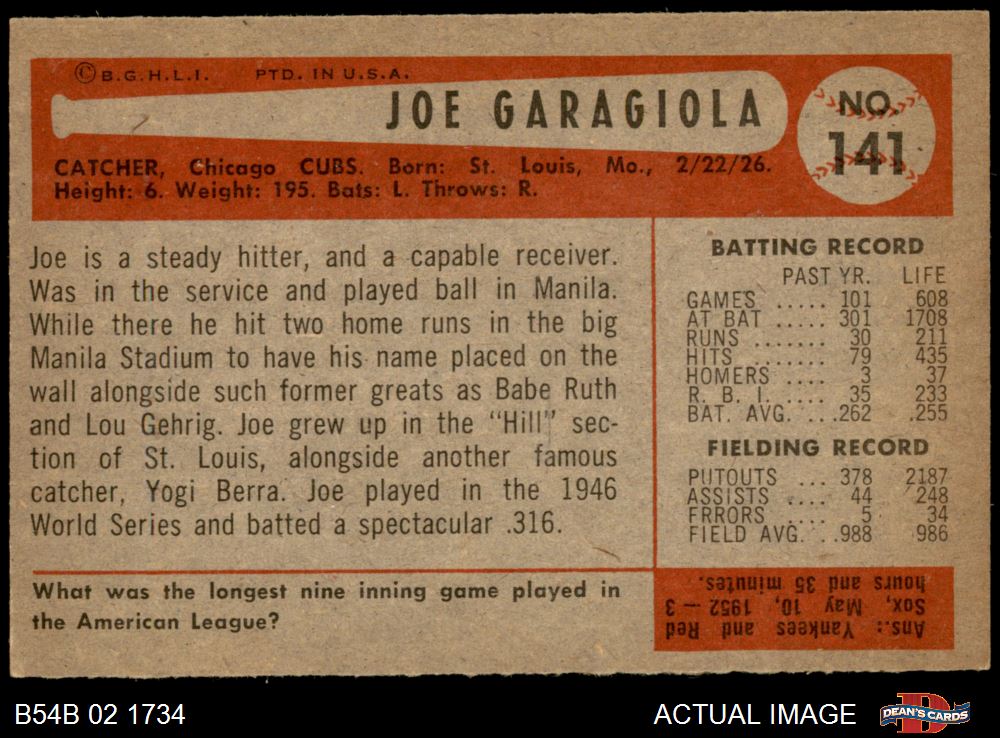 ©B.G.H.L.I. PTD. IN U.S.A.
JOE GARAGIOLA
NO.
141
CATCHER, Chicago CUBS. Born: St. Louis, Mo., 2/22/26.
Height: 6. Weight: 195. Bats: L. Throws: R.
Joe is a steady hitter, and a capable receiver.
Was in the service and played ball in Manila.
While there he hit two home runs in the big
Manila Stadium to have his name placed on the
wall alongside such former greats as Babe Ruth
and Lou Gehrig. Joe grew up in the "Hill" sec-
tion of St. Louis, alongside another famous
catcher, Yogi Berra. Joe played in the 1946
World Series and batted a spectacular .316.
BATTING RECORD
PAST YR. LIFE
GAMES ..... 101 608
AT BAT ..... 301 1708
RUNS ....... 30 211
HITS ....... 79 435
HOMERS .... 3 37
R. B. I. .... 35 233
BAT. AVG. ...262 .255
FIELDING RECORD
PUTOUTS ... 378 2187
ASSISTS .... 44 248
ERRORS .... 5 34
FIELD AVG. ...988 .986
What was the longest nine inning game played in
the American League?
Ans.: Yankees and Red
Sox, May 10, 1952 — 3
hours and 35 minutes.
B54B 02 1734
ACTUAL IMAGE
D
DEAN'S CARDS